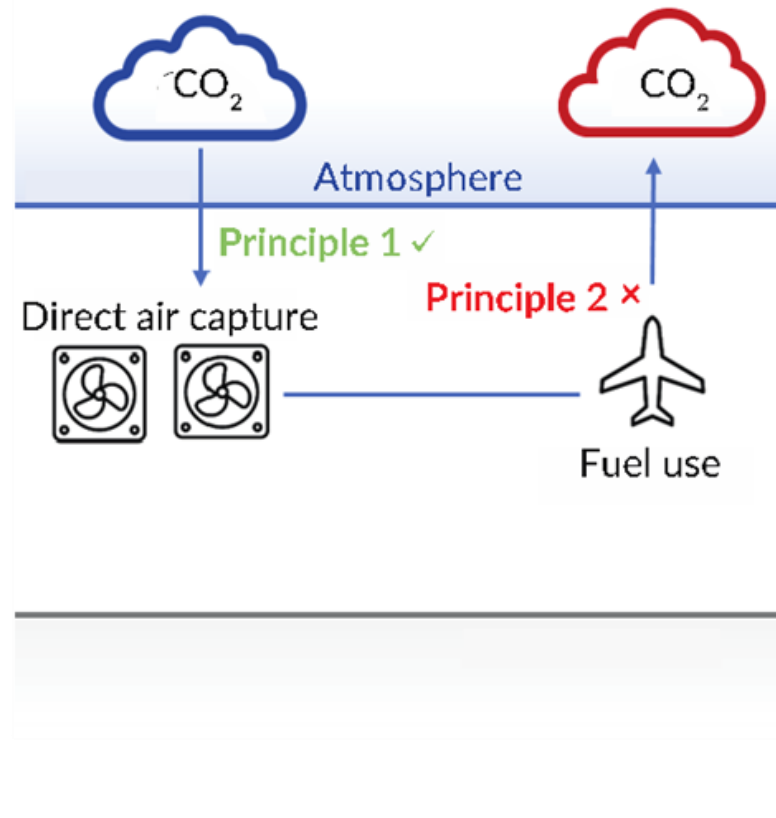 CO₂
CO₂
Atmosphere
Principle 1 ✓
Principle 2 ×
Direct air capture
Fuel use